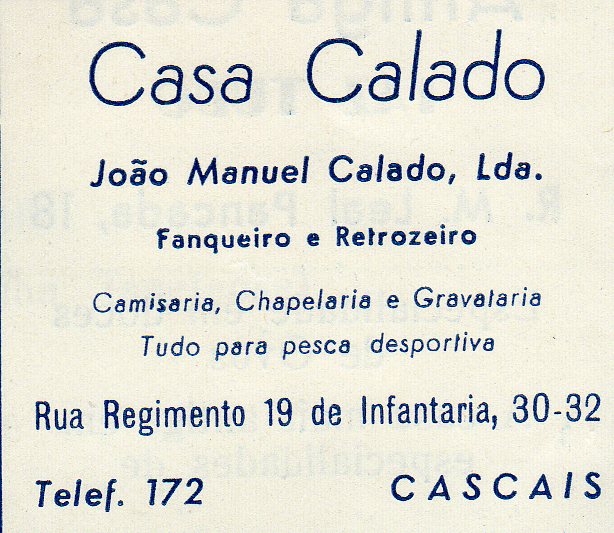 Casa Calado
João Manuel Calado, Lda.
Fanqueiro e Retrozeiro
Camisaria, Chapelaria e Gravataria
Tudo para pesca desportiva
Rua Regimento 19 de Infantaria, 30-32
Telef. 172 CASCAIS